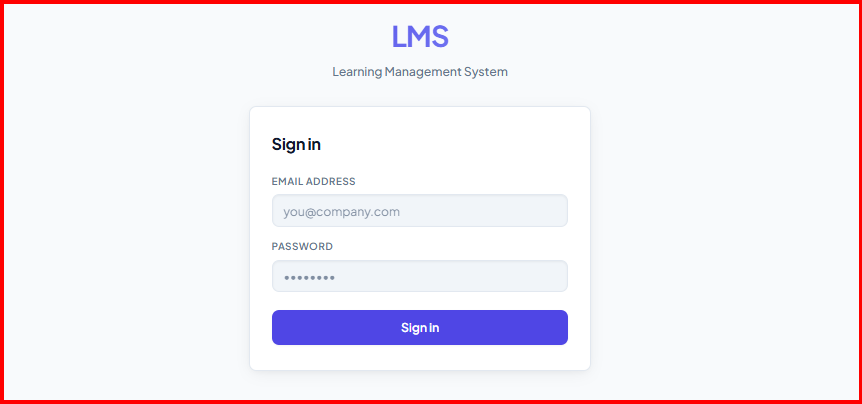 LMS
Learning Management System
Sign in
EMAIL ADDRESS
you@company.com
PASSWORD
••••••••
Sign in